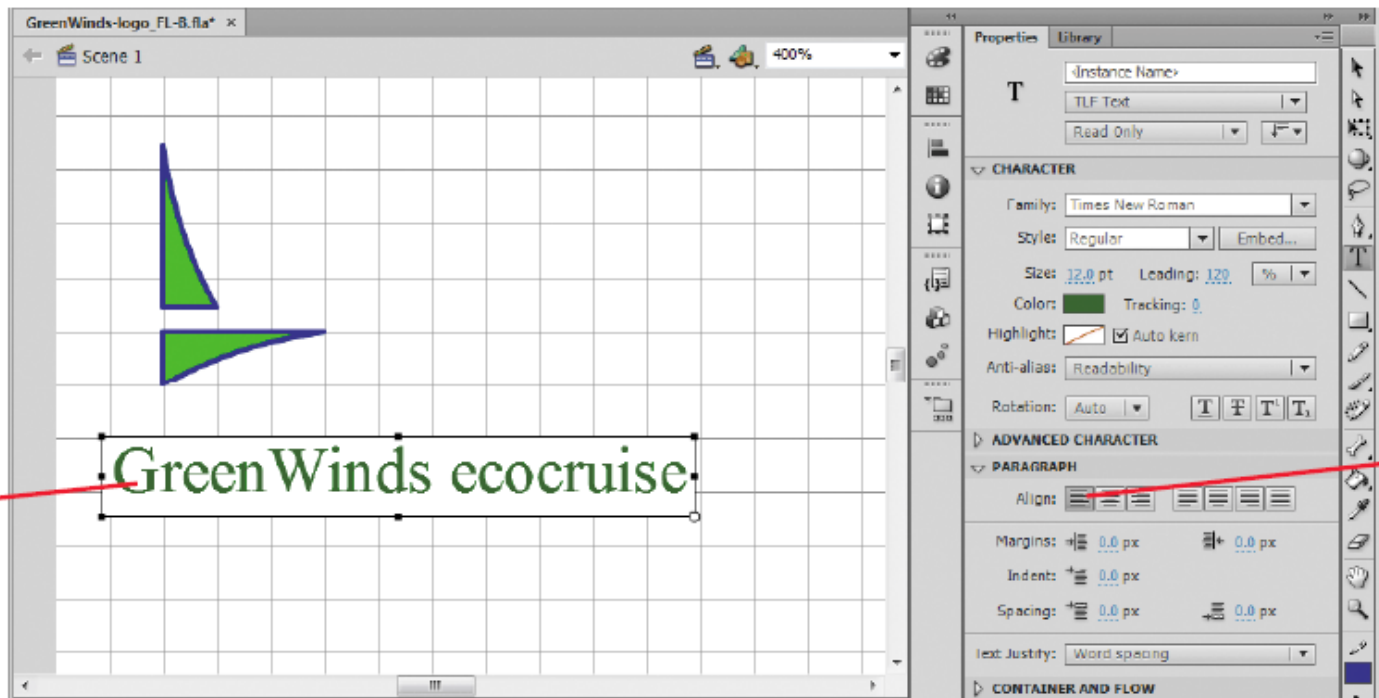 GreenWinds-logo_FL-B.fla* ×
Scene 1
400%
GreenWinds ecocruise
Properties Library
<Instance Name>
T
TLF Text
Read Only
CHARACTER
Family: Times New Roman
Style: Regular Embed...
Size: 12.0 pt Leading: 120 %
Color: Tracking: 0
Highlight: Auto kern
Anti-alias: Readability
Rotation: Auto T T T¹ T₁
ADVANCED CHARACTER
PARAGRAPH
Align:
Margins: 0.0 px 0.0 px
Indent: 0.0 px
Spacing: 0.0 px 0.0 px
Text Justify: Word spacing
CONTAINER AND FLOW